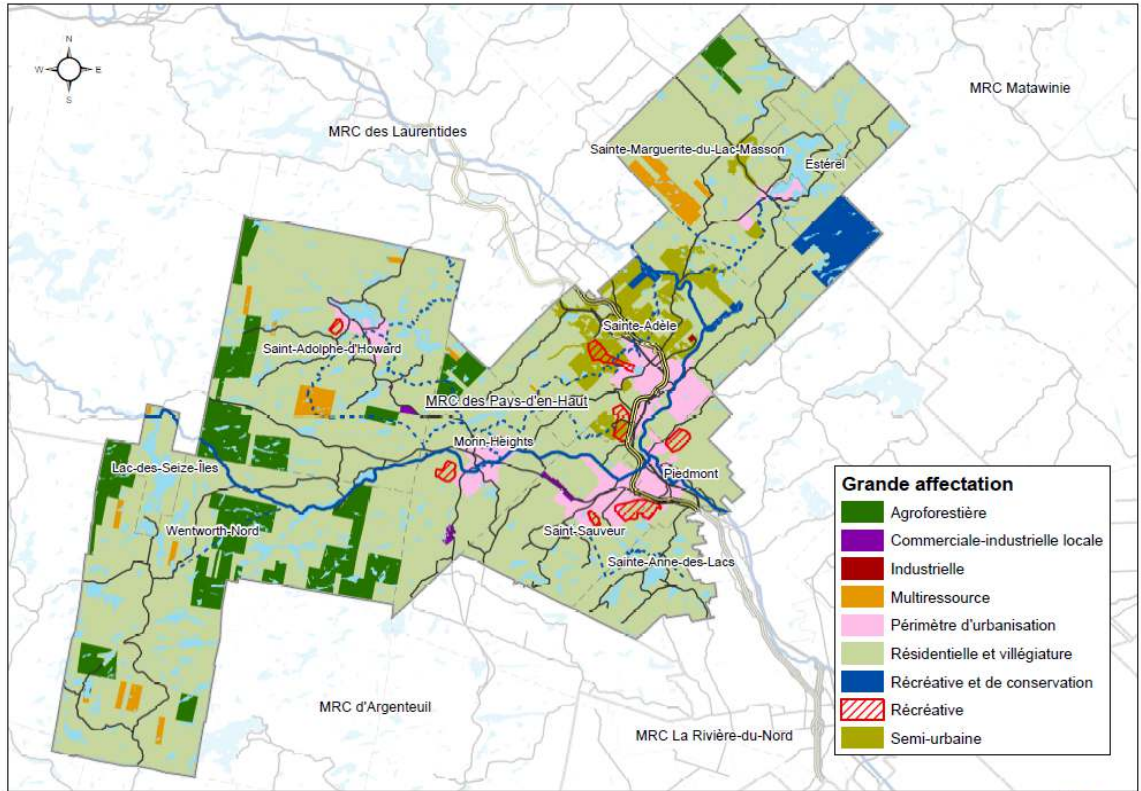 N
W E
S
MRC Matawinie
MRC des Laurentides
Sainte-Marguerite-du-Lac-Masson
Estérel
Sainte-Adèle
Saint-Adolphe-d'Howard
MRC des Pays-d'en-Haut
Morin-Heights
Lac-des-Seize-Îles
Piedmont
Wentworth-Nord
Saint-Sauveur
Sainte-Anne-des-Lacs
MRC d'Argenteuil
MRC La Rivière-du-Nord
Grande affectation
Agroforestière
Commerciale-industrielle locale
Industrielle
Multiressource
Périmètre d'urbanisation
Résidentielle et villégiature
Récréative et de conservation
Récréative
Semi-urbaine